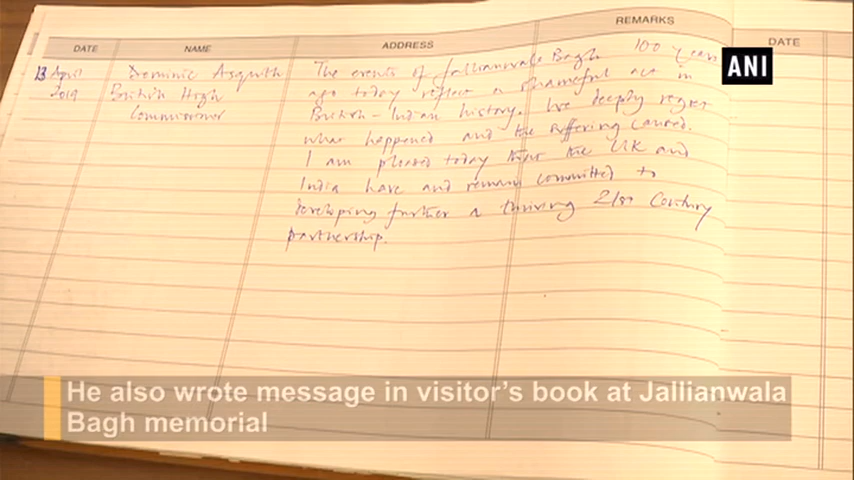 DATE NAME ADDRESS REMARKS DATE
ANI
13 April Dominic Asquith The events of Jallianwala Bagh 100 years
2019 British High ago today reflect a shameful act in
Commissioner British-Indian history. We deeply regret
what happened and the suffering caused.
I am pleased today that the UK and
India have and remain committed to
developing further a thriving 21st Century
partnership.
He also wrote message in visitor's book at Jallianwala
Bagh memorial